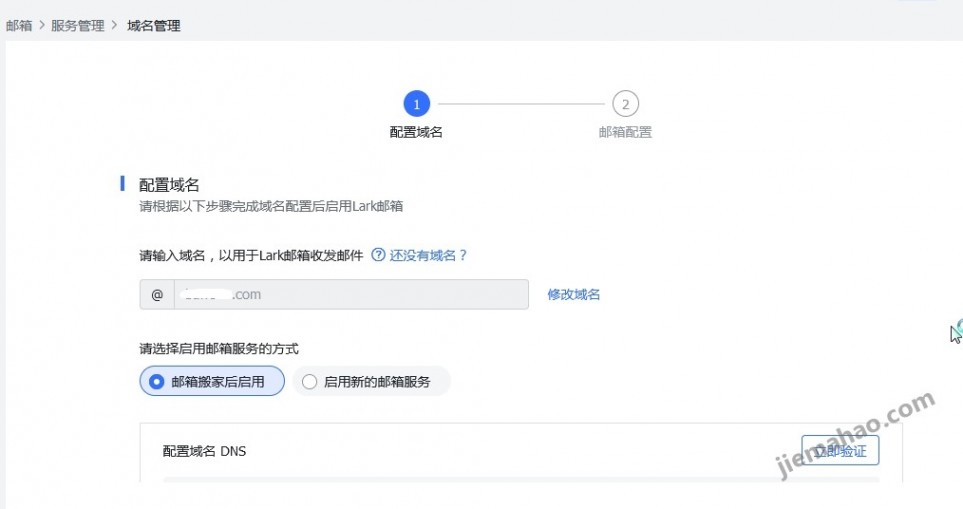 邮箱 > 服务管理 > 域名管理
1 2
配置域名 邮箱配置
配置域名
请根据以下步骤完成域名配置后启用Lark邮箱
请输入域名，以用于Lark邮箱收发邮件 ? 还没有域名？
@ .com 修改域名
请选择启用邮箱服务的方式
邮箱搬家后启用 启用新的邮箱服务
配置域名 DNS 立即验证
jiemahao.com